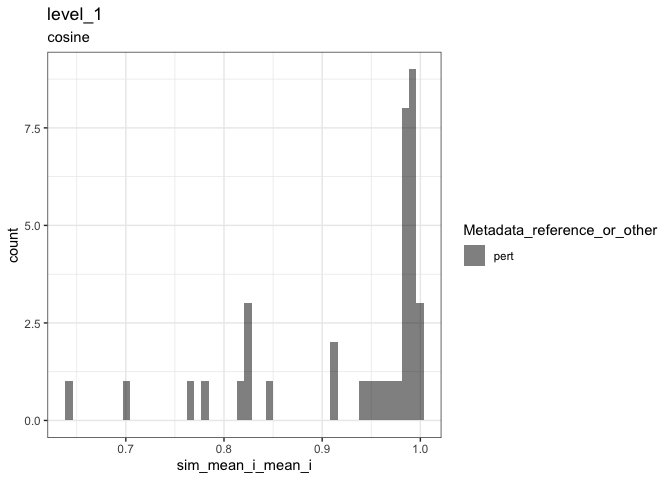 level_1
cosine
7.5
5.0
2.5
0.0
count
0.7
0.8
0.9
1.0
sim_mean_i_mean_i
Metadata_reference_or_other
pert